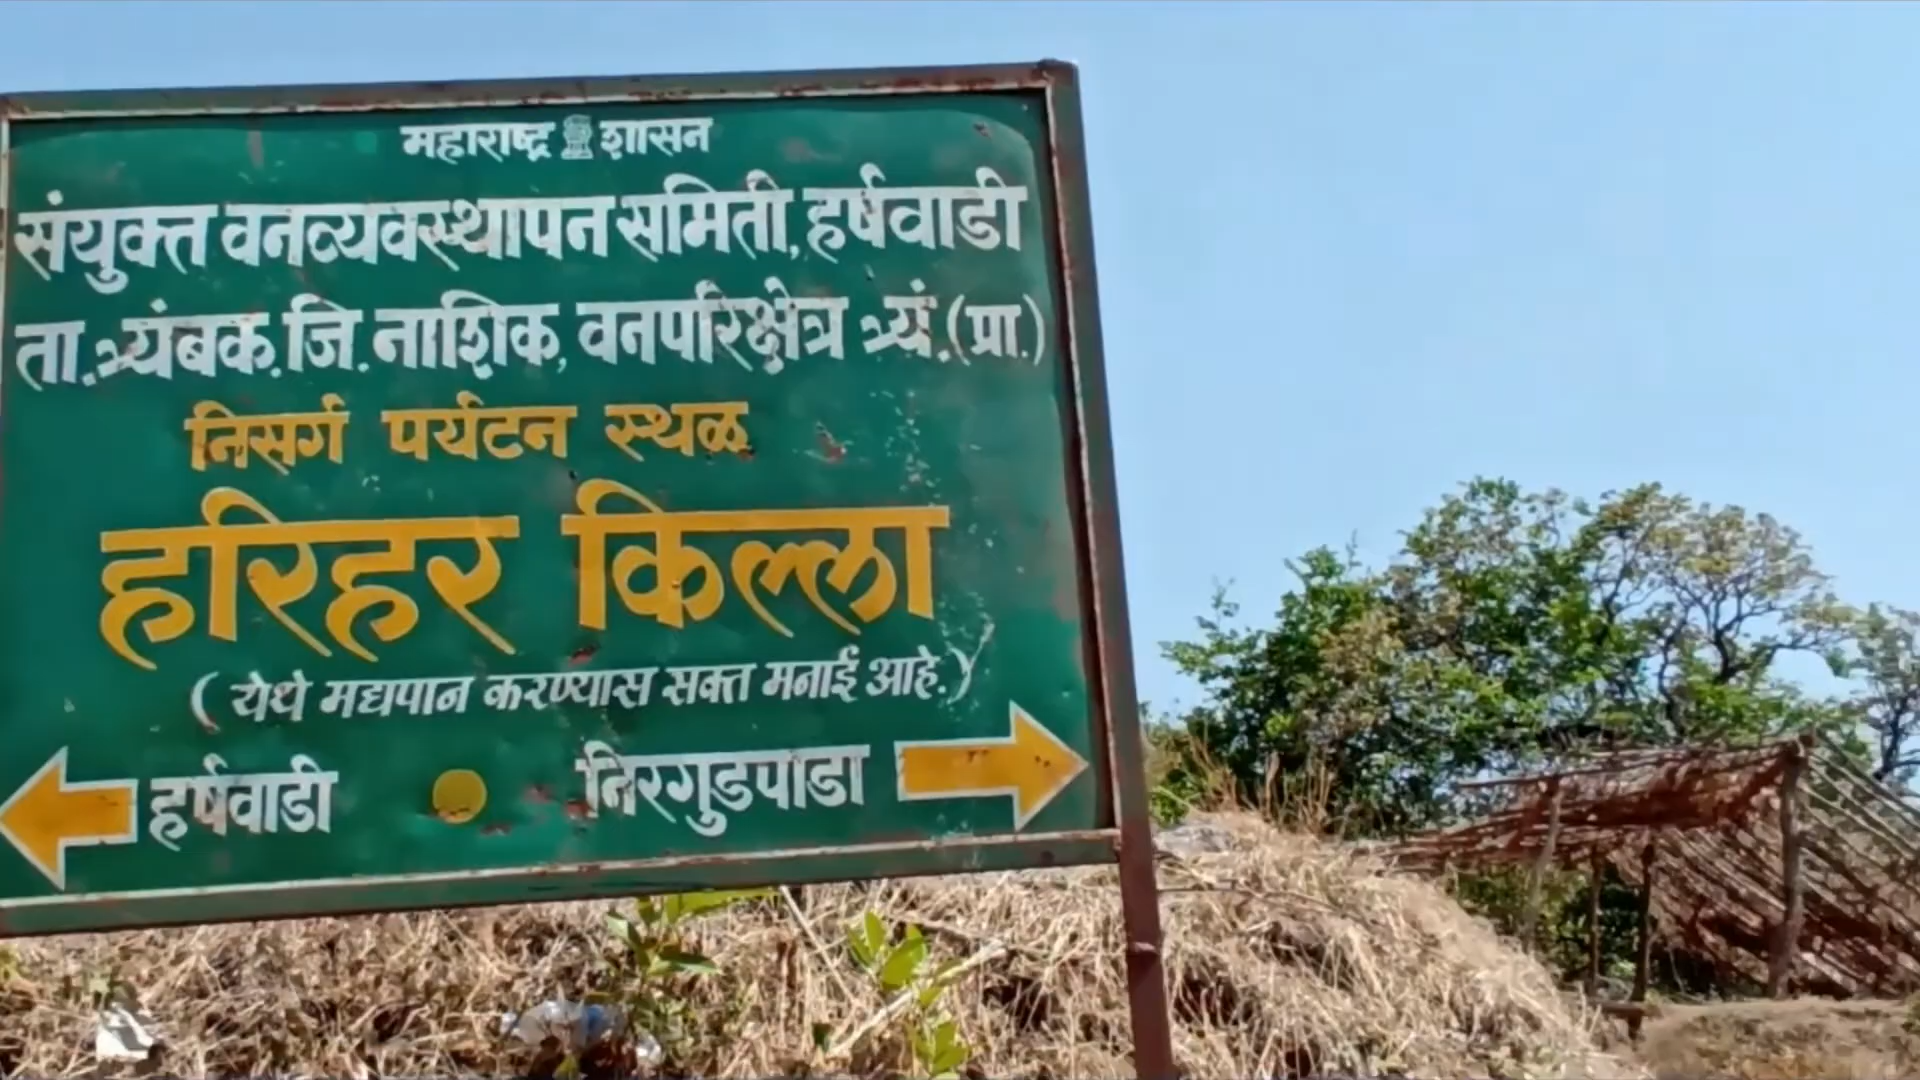 महाराष्ट्र शासन
संयुक्त वनव्यवस्थापन समिती, हर्षवाडी
ता. त्र्यंबक. जि. नाशिक, वनपरिक्षेत्र त्र्यं. (प्रा.)
निसर्ग पर्यटन स्थळ
हरिहर किल्ला
( येथे मद्यपान करण्यास सक्त मनाई आहे. )
हर्षवाडी निरगुडपाडा